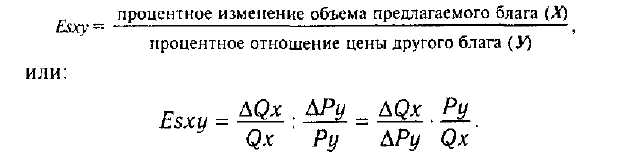 Esxy = процентное изменение объема предлагаемого блага (X) / процентное отношение цены другого блага (У),
или:
Esxy = ΔQx / Qx : ΔPy / Py = ΔQx / ΔPy · Py / Qx.